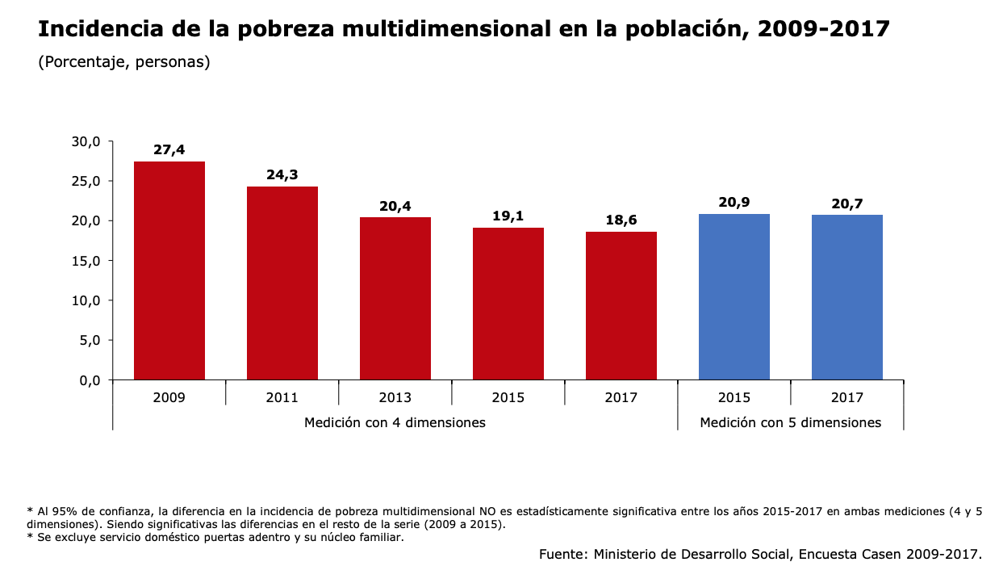 Incidencia de la pobreza multidimensional en la población, 2009-2017
(Porcentaje, personas)
30,0
25,0
20,0
15,0
10,0
5,0
0,0
27,4
24,3
20,4
19,1
18,6
20,9
20,7
2009
2011
2013
2015
2017
2015
2017
Medición con 4 dimensiones
Medición con 5 dimensiones
* Al 95% de confianza, la diferencia en la incidencia de pobreza multidimensional NO es estadísticamente significativa entre los años 2015-2017 en ambas mediciones (4 y 5
dimensiones). Siendo significativas las diferencias en el resto de la serie (2009 a 2015).
* Se excluye servicio doméstico puertas adentro y su núcleo familiar.
Fuente: Ministerio de Desarrollo Social, Encuesta Casen 2009-2017.